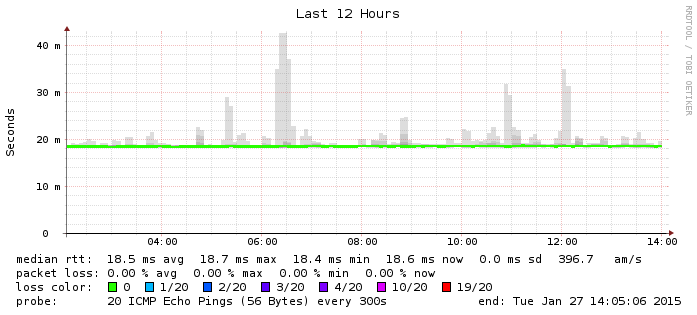 Last 12 Hours
RRDTOOL / TOBI OETIKER
Seconds
40 m
30 m
20 m
10 m
0
04:00 06:00 08:00 10:00 12:00 14:00
median rtt: 18.5 ms avg 18.7 ms max 18.4 ms min 18.6 ms now 0.0 ms sd 396.7 am/s
packet loss: 0.00 % avg 0.00 % max 0.00 % min 0.00 % now
loss color: 0 1/20 2/20 3/20 4/20 10/20 19/20
probe: 20 ICMP Echo Pings (56 Bytes) every 300s end: Tue Jan 27 14:05:06 2015